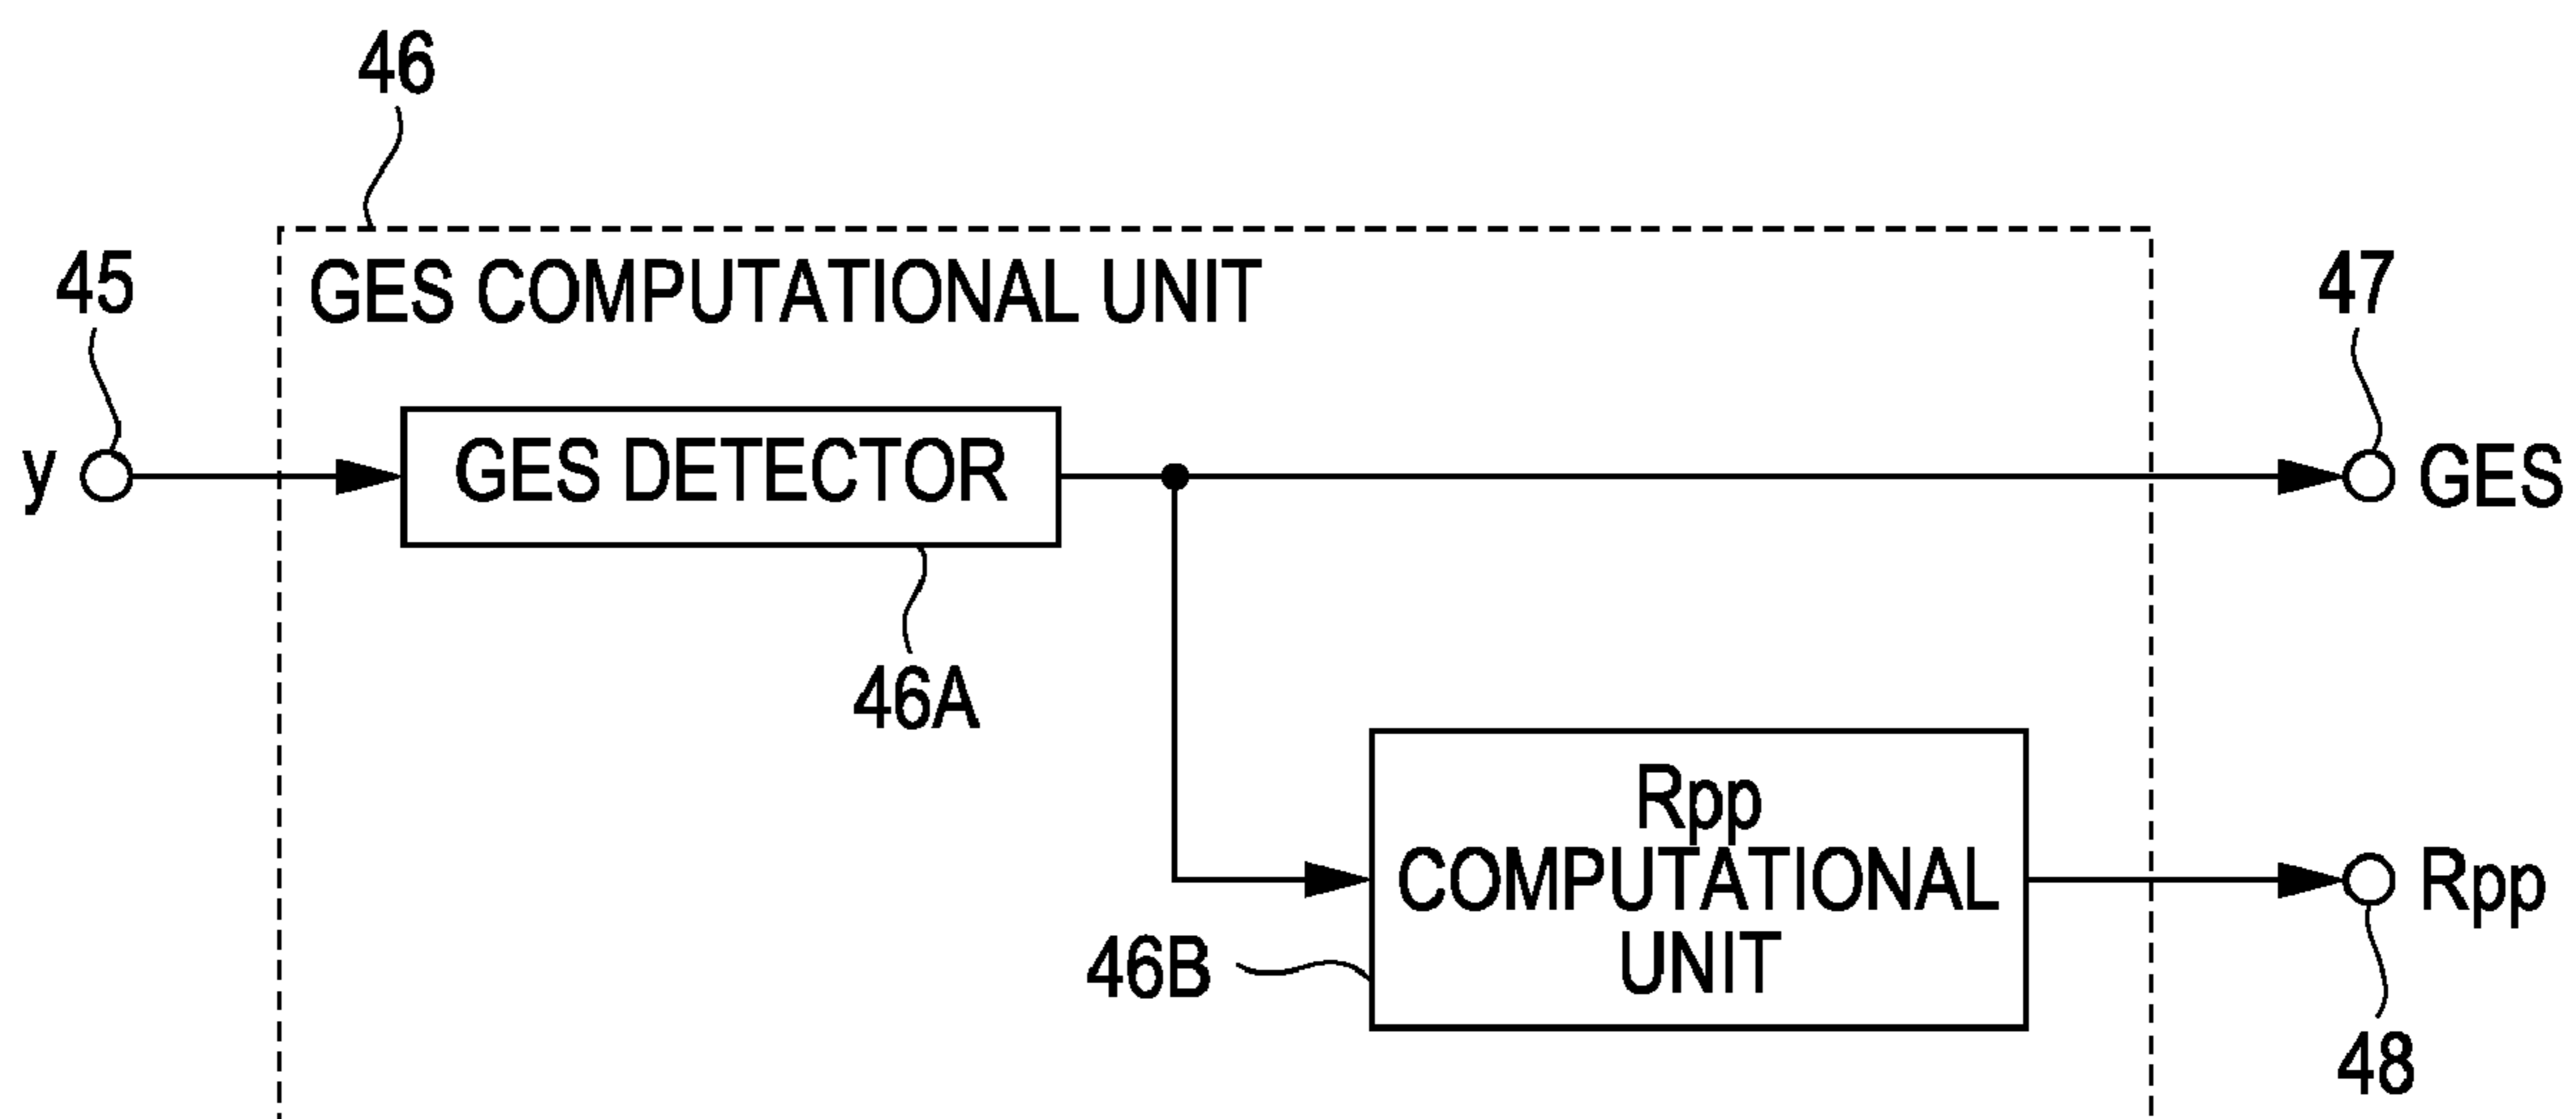 46
45
GES COMPUTATIONAL UNIT
47
y
GES DETECTOR
GES
46A
Rpp
COMPUTATIONAL
UNIT
Rpp
46B
48